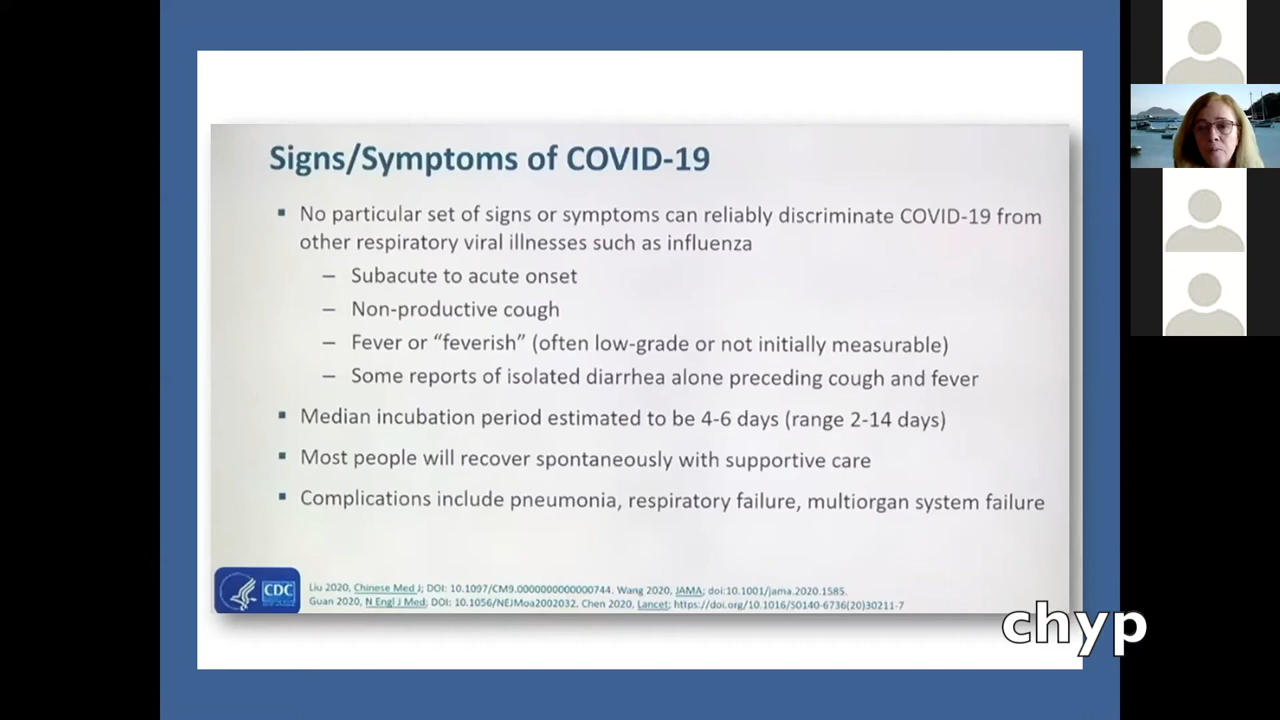 Signs/Symptoms of COVID-19
▪ No particular set of signs or symptoms can reliably discriminate COVID-19 from
other respiratory viral illnesses such as influenza
– Subacute to acute onset
– Non-productive cough
– Fever or “feverish” (often low-grade or not initially measurable)
– Some reports of isolated diarrhea alone preceding cough and fever
▪ Median incubation period estimated to be 4-6 days (range 2-14 days)
▪ Most people will recover spontaneously with supportive care
▪ Complications include pneumonia, respiratory failure, multiorgan system failure
CDC
Liu 2020, Chinese Med J; DOI: 10.1097/CM9.0000000000000744. Wang 2020, JAMA; doi:10.1001/jama.2020.1585.
Guan 2020, N Engl J Med; DOI: 10.1056/NEJMoa2002032. Chen 2020, Lancet; https://doi.org/10.1016/S0140-6736(20)30211-7
chyp